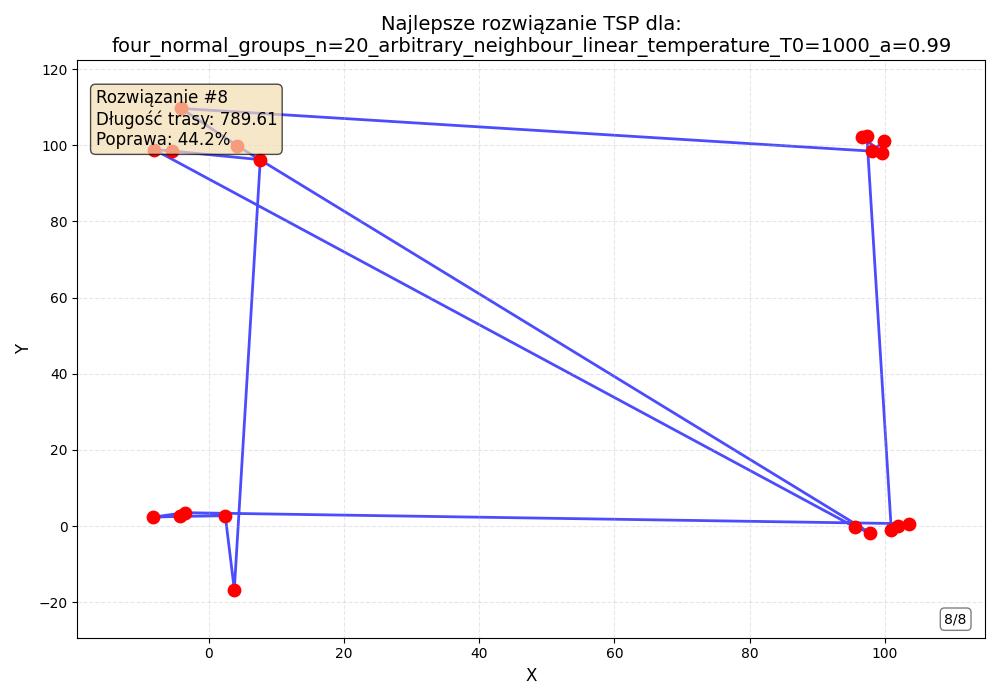 Najlepsze rozwiązanie TSP dla:
four_normal_groups_n=20_arbitrary_neighbour_linear_temperature_T0=1000_a=0.99
Rozwiązanie #8
Długość trasy: 789.61
Poprawa: 44.2%
120
100
80
60
40
20
0
−20
Y
8/8
0
20
40
60
80
100
X